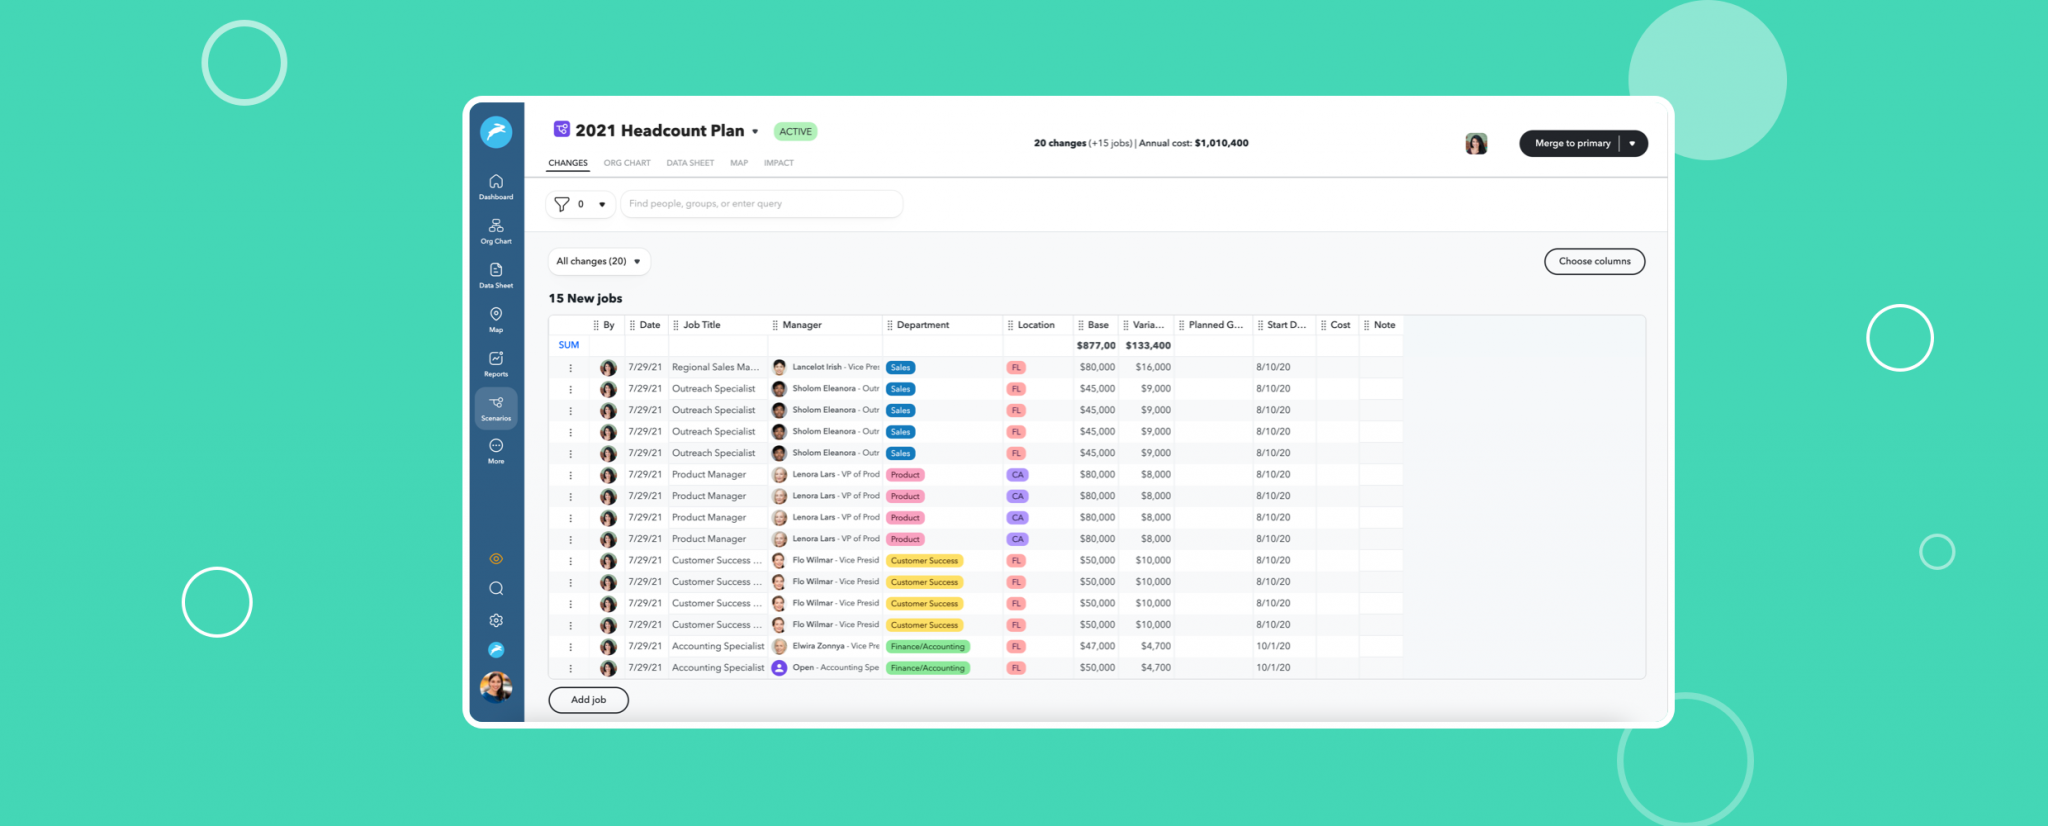 2021 Headcount Plan ACTIVE
20 changes (+15 jobs) | Annual cost: $1,010,400
Merge to primary
CHANGES ORG CHART DATA SHEET MAP IMPACT
Dashboard
Org Chart
Data Sheet
Map
Reports
Scenarios
More
0 Find people, groups, or enter query
All changes (20) Choose columns
15 New jobs
By Date Job Title Manager Department Location Base Varia... Planned G... Start D... Cost Note
SUM $877,00 $133,400
7/29/21 Regional Sales Ma... Lancelot Irish - Vice Pres Sales FL $80,000 $16,000 8/10/20
7/29/21 Outreach Specialist Sholom Eleanora - Outr Sales FL $45,000 $9,000 8/10/20
7/29/21 Outreach Specialist Sholom Eleanora - Outr Sales FL $45,000 $9,000 8/10/20
7/29/21 Outreach Specialist Sholom Eleanora - Outr Sales FL $45,000 $9,000 8/10/20
7/29/21 Outreach Specialist Sholom Eleanora - Outr Sales FL $45,000 $9,000 8/10/20
7/29/21 Product Manager Lenora Lars - VP of Prod Product CA $80,000 $8,000 8/10/20
7/29/21 Product Manager Lenora Lars - VP of Prod Product CA $80,000 $8,000 8/10/20
7/29/21 Product Manager Lenora Lars - VP of Prod Product CA $80,000 $8,000 8/10/20
7/29/21 Product Manager Lenora Lars - VP of Prod Product CA $80,000 $8,000 8/10/20
7/29/21 Customer Success ... Flo Wilmar - Vice Presid Customer Success FL $50,000 $10,000 8/10/20
7/29/21 Customer Success ... Flo Wilmar - Vice Presid Customer Success FL $50,000 $10,000 8/10/20
7/29/21 Customer Success ... Flo Wilmar - Vice Presid Customer Success FL $50,000 $10,000 8/10/20
7/29/21 Customer Success ... Flo Wilmar - Vice Presid Customer Success FL $50,000 $10,000 8/10/20
7/29/21 Accounting Specialist Elwira Zonnya - Vice Pre Finance/Accounting FL $47,000 $4,700 10/1/20
7/29/21 Accounting Specialist Open - Accounting Spe Finance/Accounting FL $50,000 $4,700 10/1/20
Add job